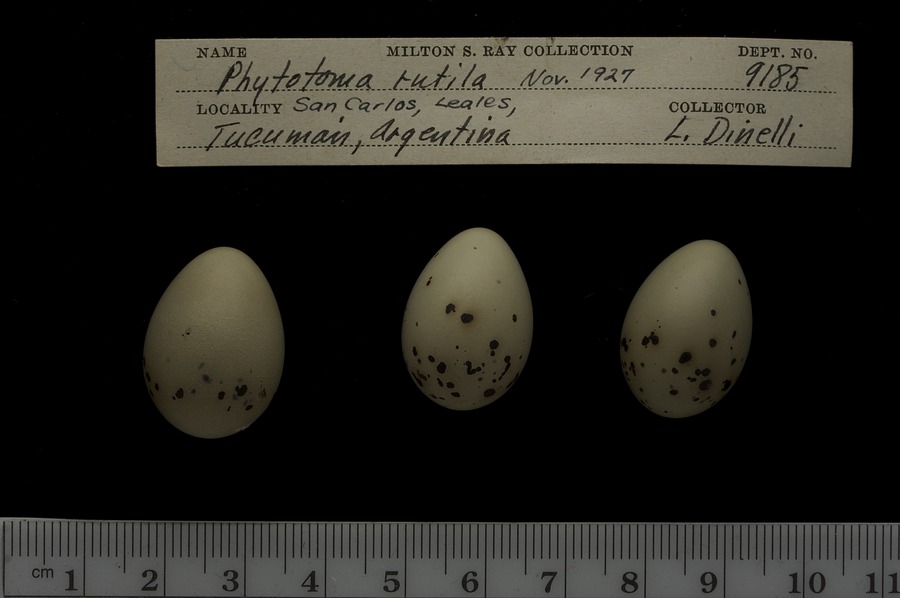 NAME MILTON S. RAY COLLECTION DEPT. NO.
Phytotoma rutila Nov. 1927 9185
LOCALITY San Carlos, Leales, COLLECTOR
Tucumán, Argentina L. Dinelli
cm 1 2 3 4 5 6 7 8 9 10 11